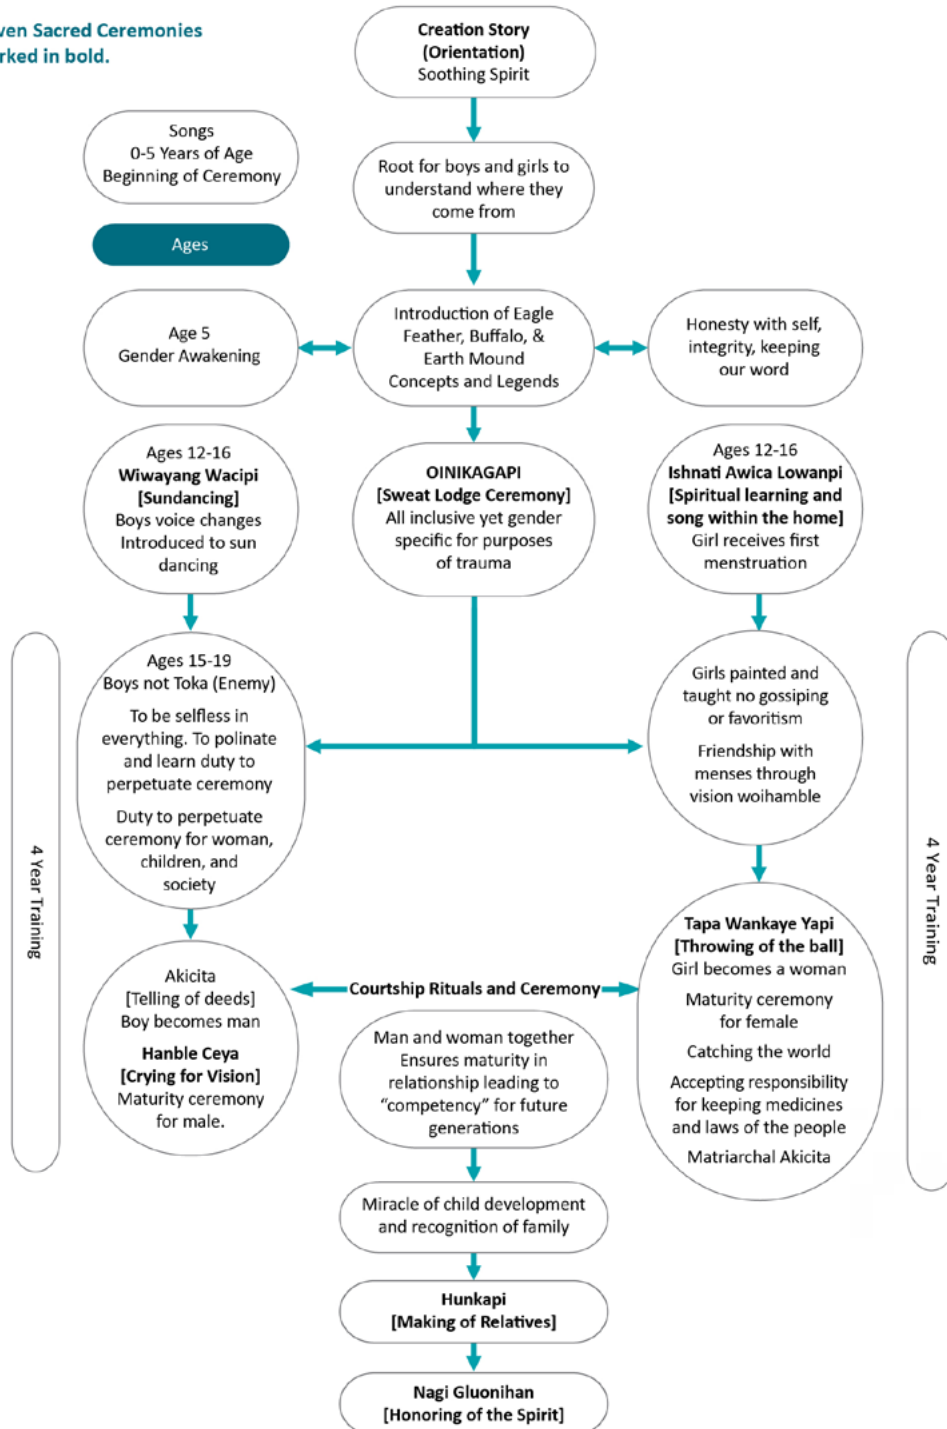 ven Sacred Ceremonies
rked in bold.
Creation Story
(Orientation)
Soothing Spirit
Songs
0-5 Years of Age
Beginning of Ceremony
Root for boys and girls to
understand where they
come from
Ages
Age 5
Gender Awakening
Introduction of Eagle
Feather, Buffalo, &
Earth Mound
Concepts and Legends
Honesty with self,
integrity, keeping
our word
Ages 12-16
Wiwayang Wacipi
[Sundancing]
Boys voice changes
Introduced to sun
dancing
OINIKAGAPI
[Sweat Lodge Ceremony]
All inclusive yet gender
specific for purposes
of trauma
Ages 12-16
Ishnati Awica Lowanpi
[Spiritual learning and
song within the home]
Girl receives first
menstruation
4 Year Training
Ages 15-19
Boys not Toka (Enemy)
To be selfless in
everything. To polinate
and learn duty to
perpetuate ceremony
Duty to perpetuate
ceremony for woman,
children, and
society
Girls painted and
taught no gossiping
or favoritism
Friendship with
menses through
vision woihamble
4 Year Training
Akicita
[Telling of deeds]
Boy becomes man
Hanble Ceya
[Crying for Vision]
Maturity ceremony
for male.
Courtship Rituals and Ceremony
Tapa Wankaye Yapi
[Throwing of the ball]
Girl becomes a woman
Maturity ceremony
for female
Catching the world
Accepting responsibility
for keeping medicines
and laws of the people
Matriarchal Akicita
Man and woman together
Ensures maturity in
relationship leading to
“competency” for future
generations
Miracle of child development
and recognition of family
Hunkapi
[Making of Relatives]
Nagi Gluonihan
[Honoring of the Spirit]